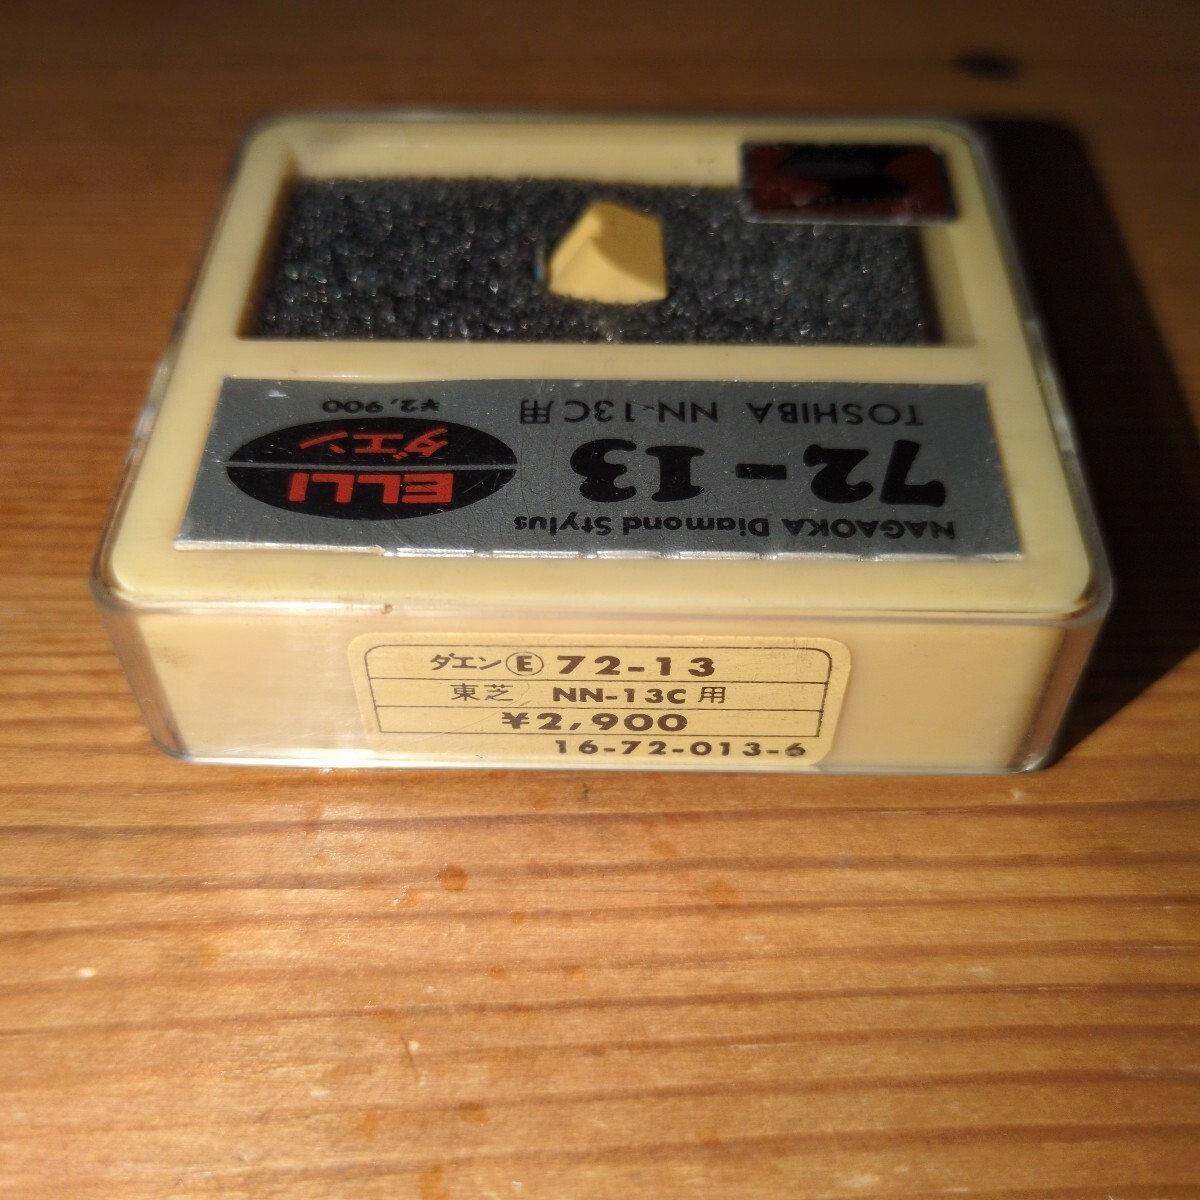 NAGAOKA Diamond Stylus
72-13
ELLI
ダエン
TOSHIBA NN-13C用
¥2,900
ダエン Ⓔ 72-13
東芝 NN-13C 用
¥2,900
16-72-013-6